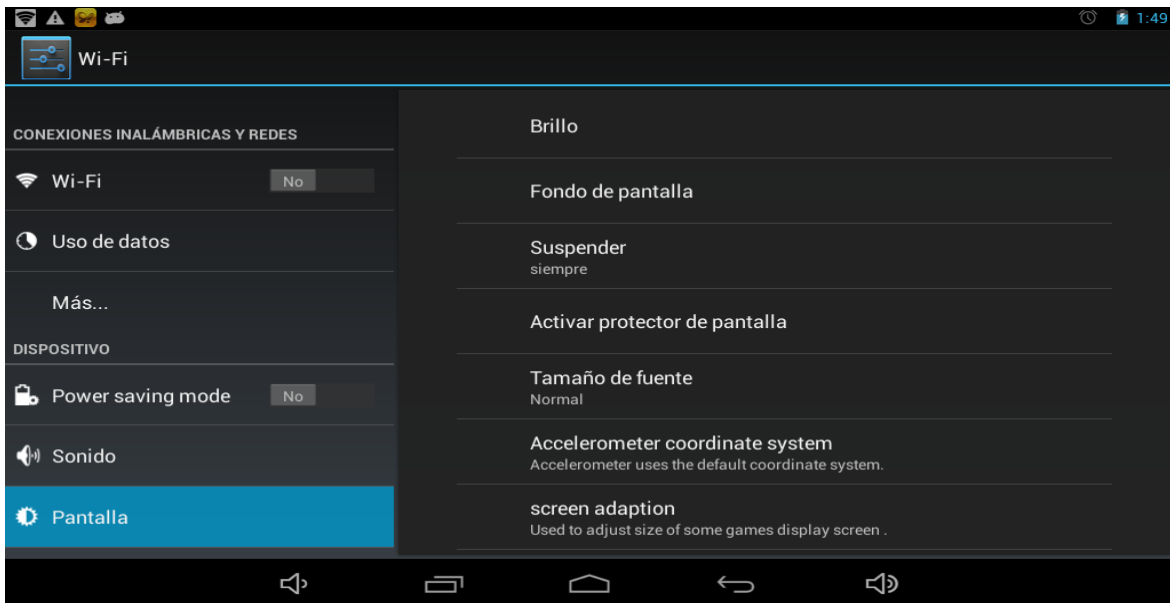 1:49
Wi-Fi
CONEXIONES INALÁMBRICAS Y REDES
Wi-Fi
No
Uso de datos
Más...
DISPOSITIVO
Power saving mode
No
Sonido
Pantalla
Brillo
Fondo de pantalla
Suspender
siempre
Activar protector de pantalla
Tamaño de fuente
Normal
Accelerometer coordinate system
Accelerometer uses the default coordinate system.
screen adaption
Used to adjust size of some games display screen .